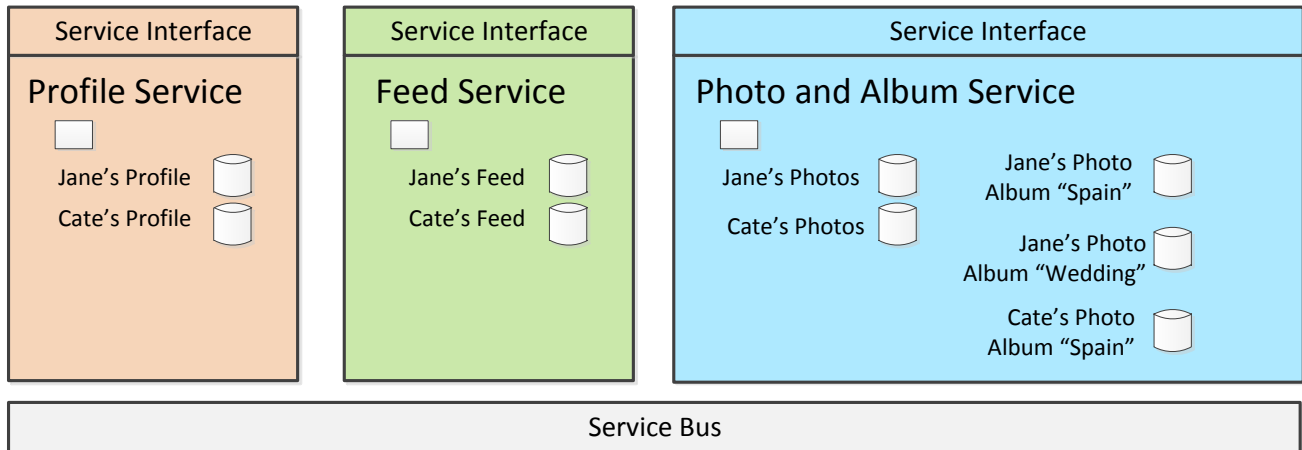 Service Interface
Profile Service
Jane’s Profile
Cate’s Profile
Service Interface
Feed Service
Jane’s Feed
Cate’s Feed
Service Interface
Photo and Album Service
Jane’s Photos
Cate’s Photos
Jane’s Photo
Album “Spain”
Jane’s Photo
Album “Wedding”
Cate’s Photo
Album “Spain”
Service Bus